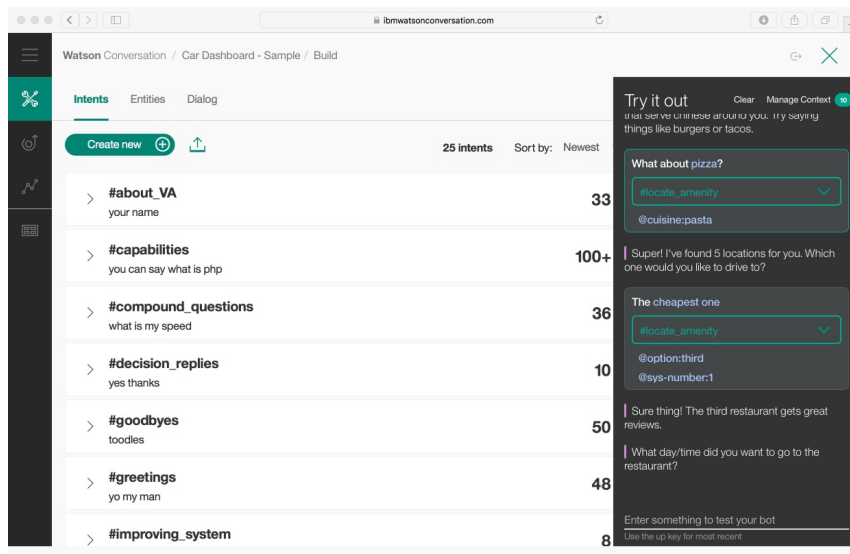 ibmwatsonconversation.com
Watson Conversation / Car Dashboard - Sample / Build
Intents Entities Dialog
Create new
25 intents Sort by: Newest
#about_VA
your name
33
#capabilities
you can say what is php
100+
#compound_questions
what is my speed
36
#decision_replies
yes thanks
10
#goodbyes
toodles
50
#greetings
yo my man
48
#improving_system
8
Try it out Clear Manage Context 10
that serve chinese around you. Try saying
things like burgers or tacos.
What about pizza?
#locate_amenity
@cuisine:pasta
Super! I've found 5 locations for you. Which
one would you like to drive to?
The cheapest one
#locate_amenity
@option:third
@sys-number:1
Sure thing! The third restaurant gets great
reviews.
What day/time did you want to go to the
restaurant?
Enter something to test your bot
Use the up key for most recent